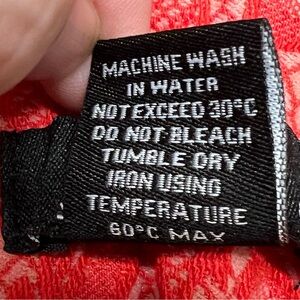 MACHINE WASH
IN WATER
NOT EXCEED 30°C
DO NOT BLEACH
TUMBLE DRY
IRON USING
TEMPERATURE
60°C MAX